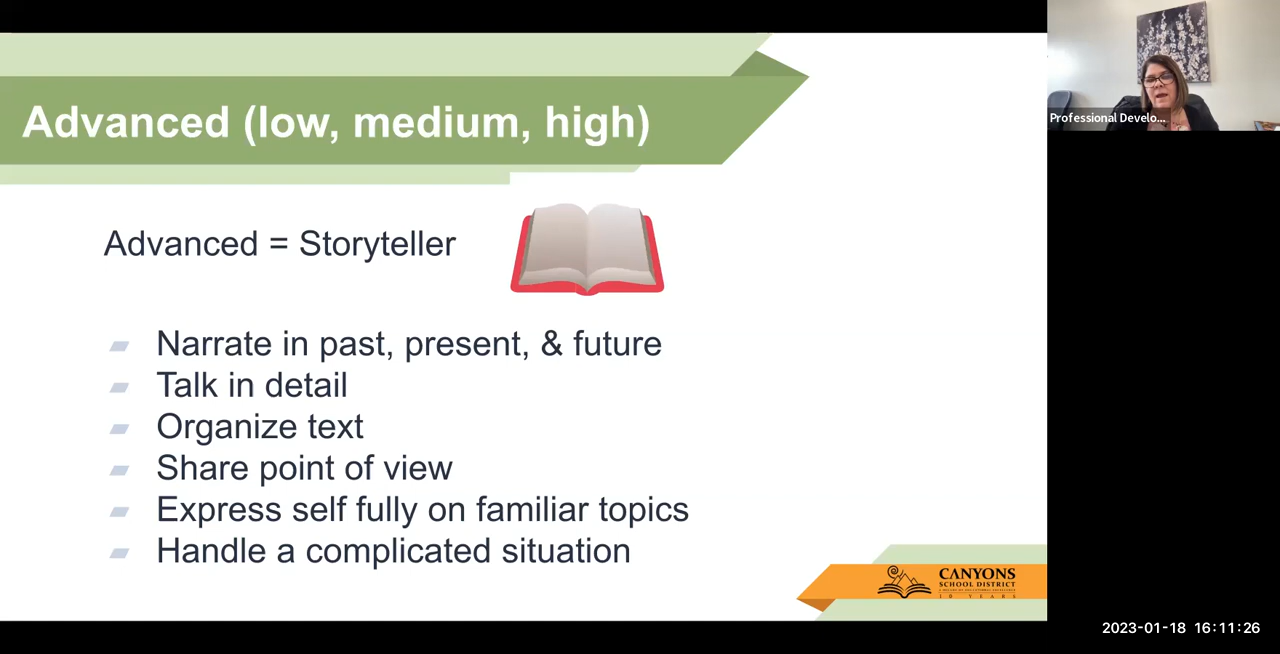 Advanced (low, medium, high)
Professional Develo...
Advanced = Storyteller
Narrate in past, present, & future
Talk in detail
Organize text
Share point of view
Express self fully on familiar topics
Handle a complicated situation
CANYONS
SCHOOL DISTRICT
10 YEARS
2023-01-18 16:11:26